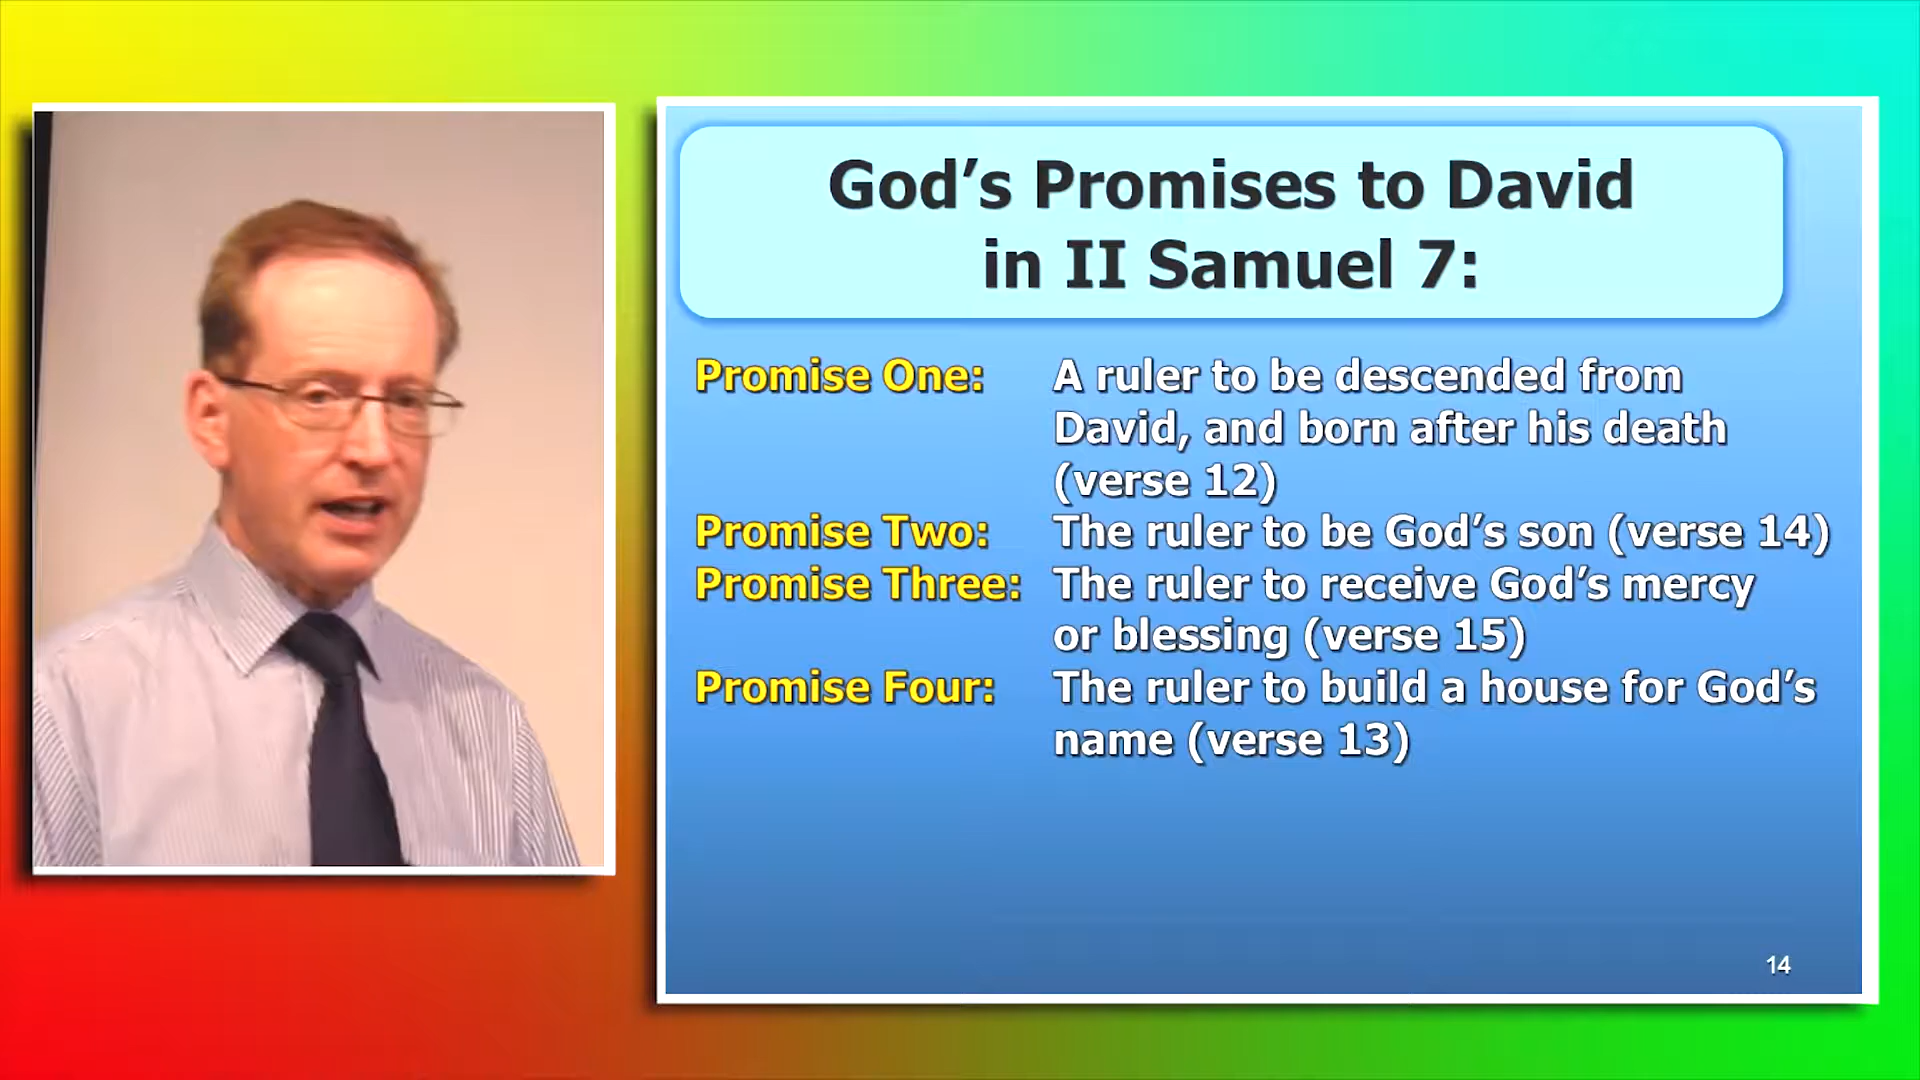 God’s Promises to David
in II Samuel 7:
Promise One: A ruler to be descended from
David, and born after his death
(verse 12)
Promise Two: The ruler to be God’s son (verse 14)
Promise Three: The ruler to receive God’s mercy
or blessing (verse 15)
Promise Four: The ruler to build a house for God’s
name (verse 13)
14